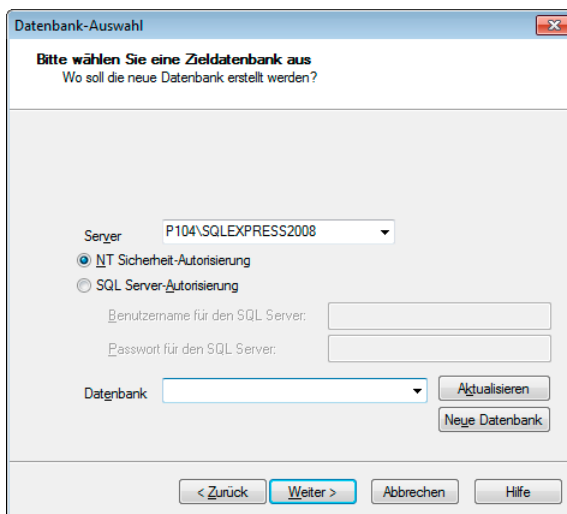 Datenbank-Auswahl
Bitte wählen Sie eine Zieldatenbank aus
Wo soll die neue Datenbank erstellt werden?
Server P104\SQLEXPRESS2008
NT Sicherheit-Autorisierung
SQL Server-Autorisierung
Benutzername für den SQL Server:
Passwort für den SQL Server:
Datenbank Aktualisieren
Neue Datenbank
< Zurück Weiter > Abbrechen Hilfe